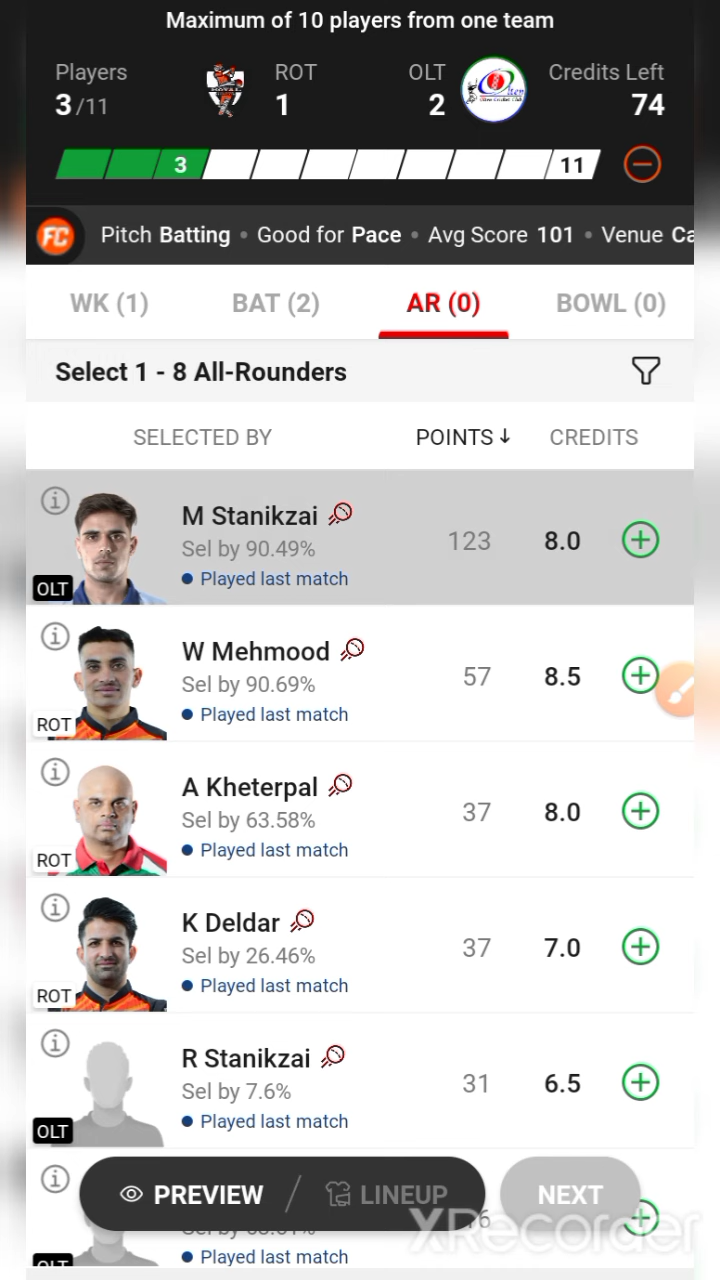 Maximum of 10 players from one team
Players
3/11
ROT
1
OLT
2
Credits Left
74
3
11
FC
Pitch Batting • Good for Pace • Avg Score 101 • Venue Ca
WK (1)
BAT (2)
AR (0)
BOWL (0)
Select 1 - 8 All-Rounders
SELECTED BY
POINTS↓
CREDITS
M Stanikzai
Sel by 90.49%
Played last match
OLT
123
8.0
W Mehmood
Sel by 90.69%
Played last match
ROT
57
8.5
A Kheterpal
Sel by 63.58%
Played last match
ROT
37
8.0
K Deldar
Sel by 26.46%
Played last match
ROT
37
7.0
R Stanikzai
Sel by 7.6%
Played last match
OLT
31
6.5
PREVIEW / LINEUP
NEXT
XRecorder
Played last match
OLT